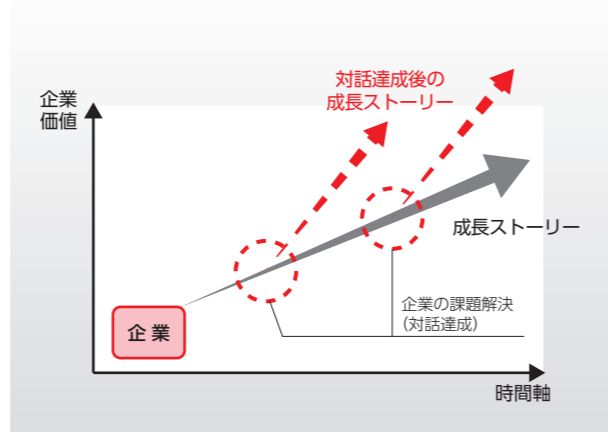 対話達成後の
成長ストーリー
企業
価値
成長ストーリー
企業の課題解決
（対話達成）
企業
時間軸